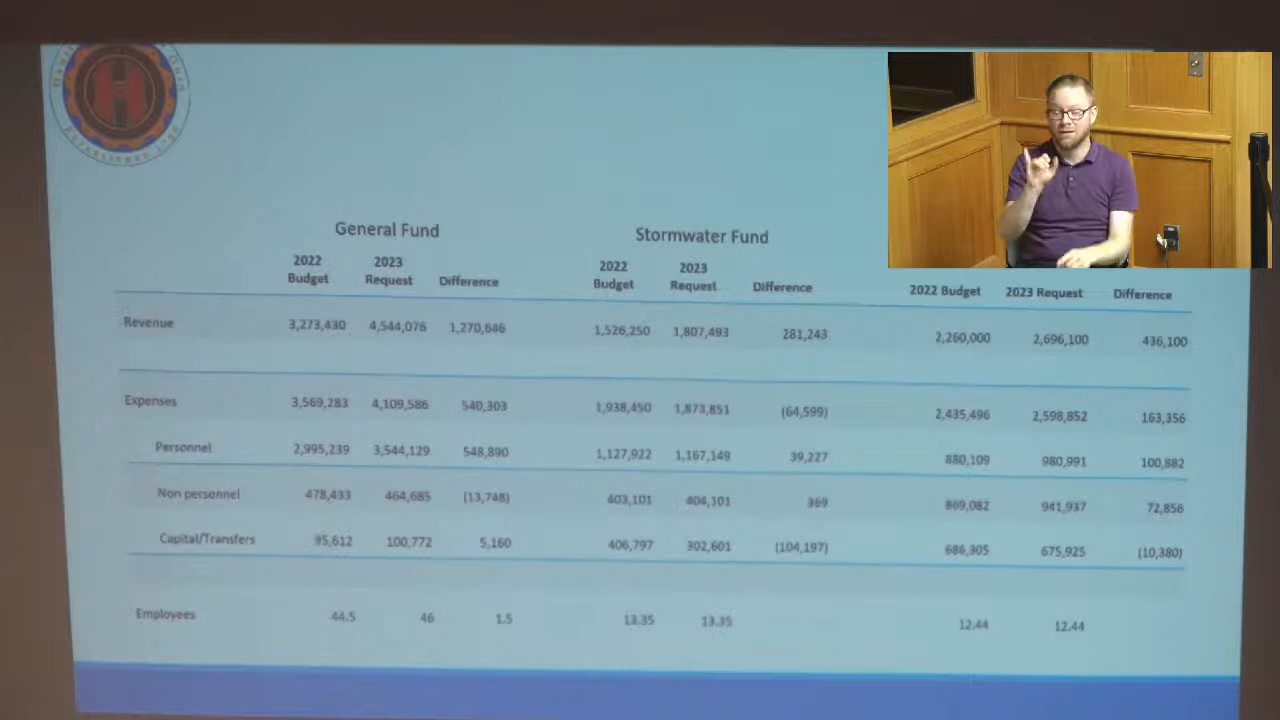 H
ESTABLISHED
General Fund Stormwater Fund
2022 Budget 2023 Request Difference 2022 Budget 2023 Request Difference 2022 Budget 2023 Request Difference
Revenue 3,273,430 4,544,076 1,270,646 1,526,250 1,807,493 281,243 2,260,000 2,696,100 436,100
Expenses 3,569,283 4,109,586 540,303 1,938,450 1,873,851 (64,599) 2,435,496 2,598,852 163,356
Personnel 2,995,239 3,544,129 548,890 1,127,922 1,167,149 39,227 880,109 980,991 100,882
Non personnel 478,433 464,685 (13,748) 403,101 404,101 369 869,082 941,937 72,856
Capital/Transfers 95,612 100,772 5,160 406,797 302,601 (104,197) 686,305 675,925 (10,380)
Employees 44.5 46 1.5 13.35 13.35 12.44 12.44